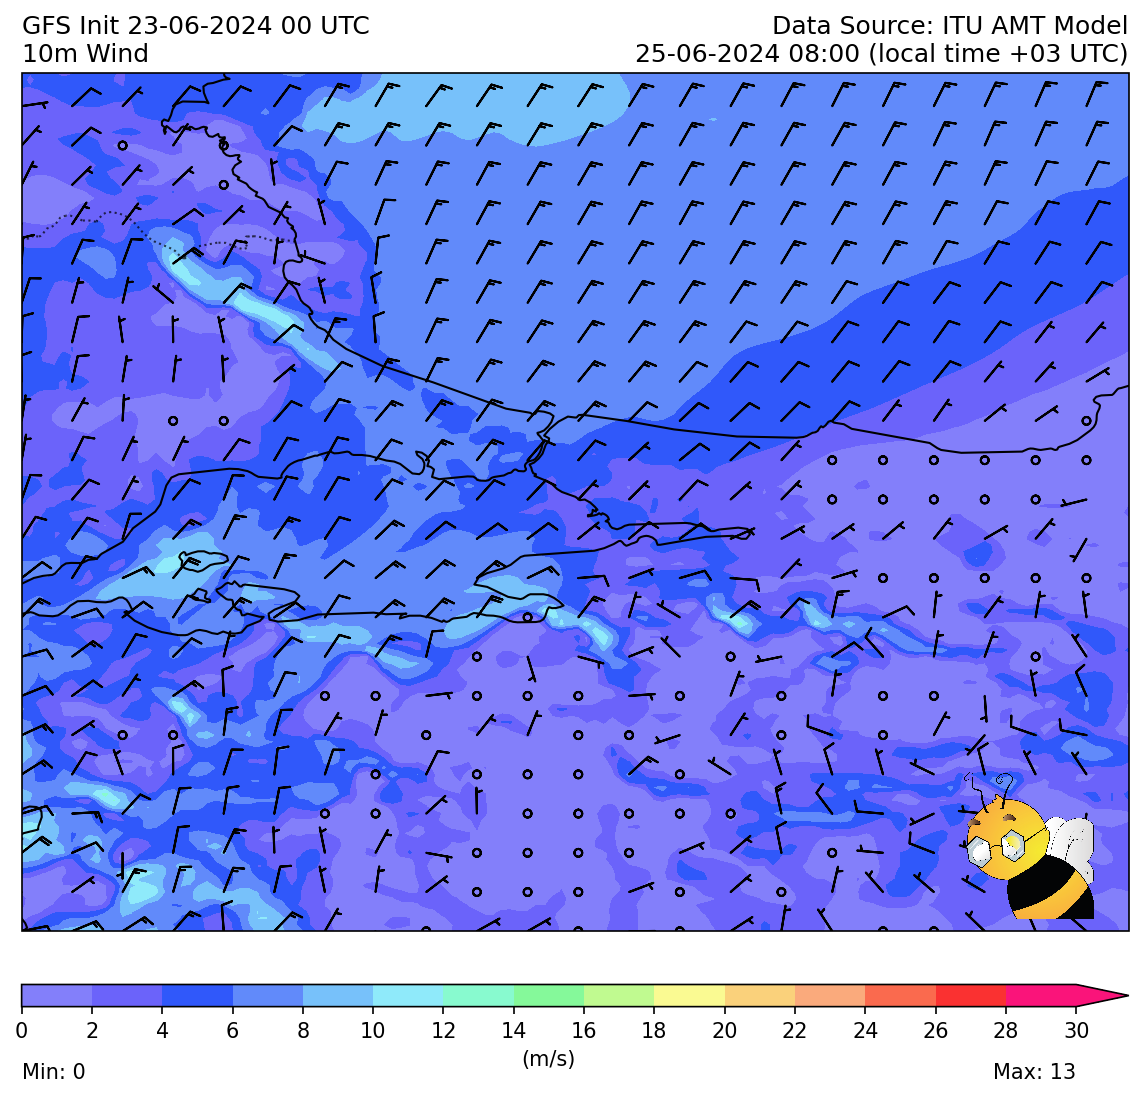 GFS Init 23-06-2024 00 UTC
Data Source: ITU AMT Model
10m Wind
25-06-2024 08:00 (local time +03 UTC)
0 2 4 6 8 10 12 14 16 18 20 22 24 26 28 30
(m/s)
Min: 0
Max: 13